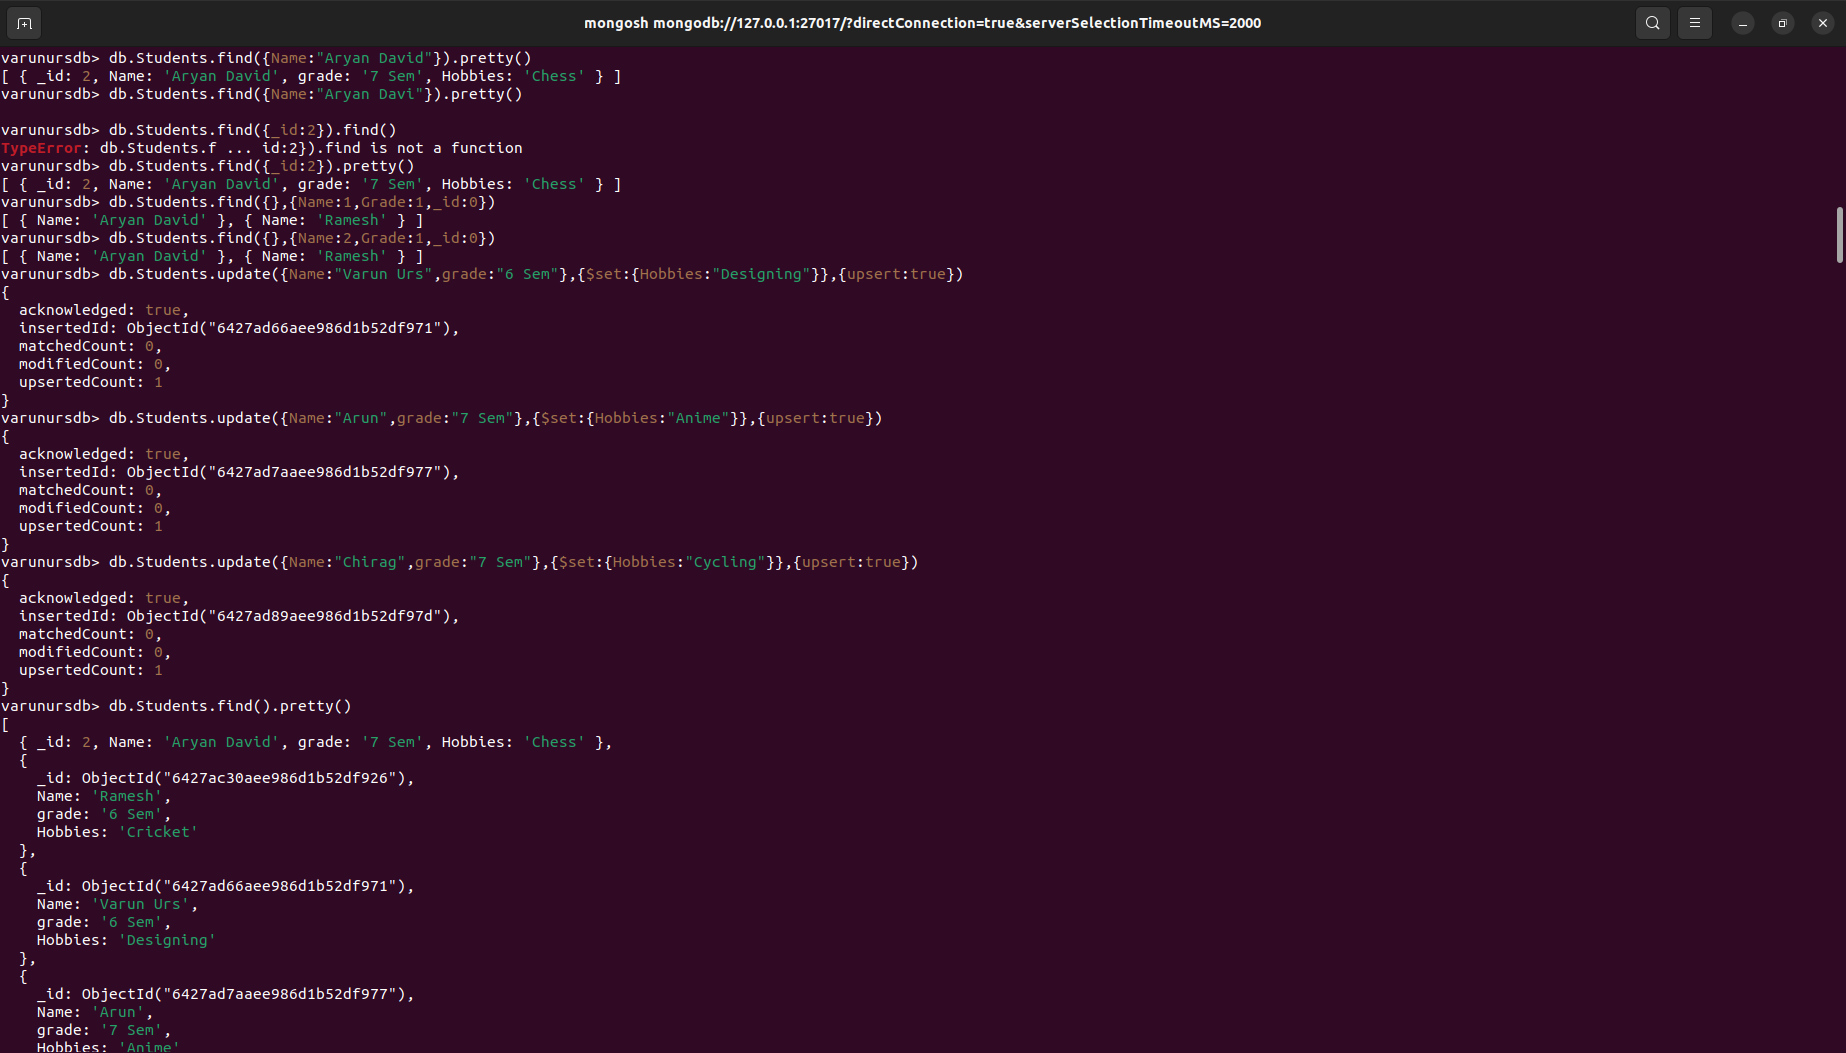 mongosh mongodb://127.0.0.1:27017/?directConnection=true&serverSelectionTimeoutMS=2000
varunursdb> db.Students.find({Name:"Aryan David"}).pretty()
[ { _id: 2, Name: 'Aryan David', grade: '7 Sem', Hobbies: 'Chess' } ]
varunursdb> db.Students.find({Name:"Aryan Davi"}).pretty()
varunursdb> db.Students.find({_id:2}).find()
TypeError: db.Students.f ... id:2}).find is not a function
varunursdb> db.Students.find({_id:2}).pretty()
[ { _id: 2, Name: 'Aryan David', grade: '7 Sem', Hobbies: 'Chess' } ]
varunursdb> db.Students.find({},{Name:1,Grade:1,_id:0})
[ { Name: 'Aryan David' }, { Name: 'Ramesh' } ]
varunursdb> db.Students.find({},{Name:2,Grade:1,_id:0})
[ { Name: 'Aryan David' }, { Name: 'Ramesh' } ]
varunursdb> db.Students.update({Name:"Varun Urs",grade:"6 Sem"},{$set:{Hobbies:"Designing"}},{upsert:true})
{
  acknowledged: true,
  insertedId: ObjectId("6427ad66aee986d1b52df971"),
  matchedCount: 0,
  modifiedCount: 0,
  upsertedCount: 1
}
varunursdb> db.Students.update({Name:"Arun",grade:"7 Sem"},{$set:{Hobbies:"Anime"}},{upsert:true})
{
  acknowledged: true,
  insertedId: ObjectId("6427ad7aaee986d1b52df977"),
  matchedCount: 0,
  modifiedCount: 0,
  upsertedCount: 1
}
varunursdb> db.Students.update({Name:"Chirag",grade:"7 Sem"},{$set:{Hobbies:"Cycling"}},{upsert:true})
{
  acknowledged: true,
  insertedId: ObjectId("6427ad89aee986d1b52df97d"),
  matchedCount: 0,
  modifiedCount: 0,
  upsertedCount: 1
}
varunursdb> db.Students.find().pretty()
[
  { _id: 2, Name: 'Aryan David', grade: '7 Sem', Hobbies: 'Chess' },
  {
    _id: ObjectId("6427ac30aee986d1b52df926"),
    Name: 'Ramesh',
    grade: '6 Sem',
    Hobbies: 'Cricket'
  },
  {
    _id: ObjectId("6427ad66aee986d1b52df971"),
    Name: 'Varun Urs',
    grade: '6 Sem',
    Hobbies: 'Designing'
  },
  {
    _id: ObjectId("6427ad7aaee986d1b52df977"),
    Name: 'Arun',
    grade: '7 Sem',
    Hobbies: 'Anime'